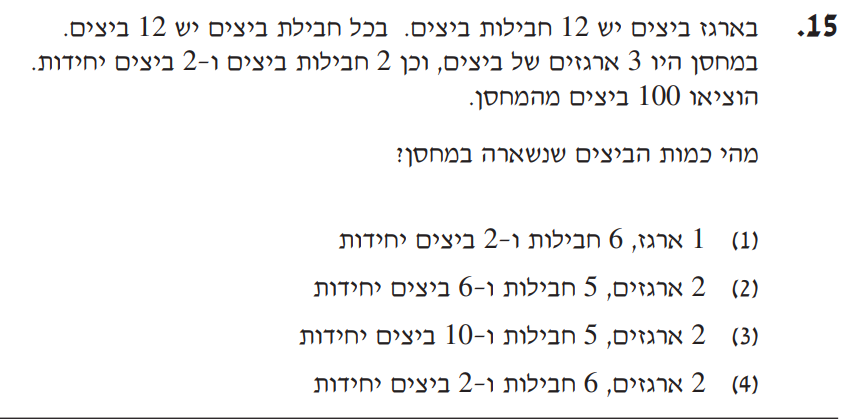 15. בארגז ביצים יש 12 חבילות ביצים. בכל חבילת ביצים יש 12 ביצים.
במחסן היו 3 ארגזים של ביצים, וכן 2 חבילות ביצים ו-2 ביצים יחידות.
הוציאו 100 ביצים מהמחסן.
מהי כמות הביצים שנשארה במחסן?
(1) 1 ארגז, 6 חבילות ו-2 ביצים יחידות
(2) 2 ארגזים, 5 חבילות ו-6 ביצים יחידות
(3) 2 ארגזים, 5 חבילות ו-10 ביצים יחידות
(4) 2 ארגזים, 6 חבילות ו-2 ביצים יחידות